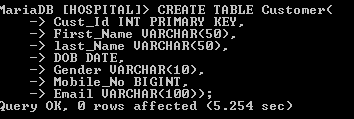 MariaDB [HOSPITAL]> CREATE TABLE Customer(
-> Cust_Id INT PRIMARY KEY,
-> First_Name VARCHAR(50),
-> last_Name VARCHAR(50),
-> DOB DATE,
-> Gender VARCHAR(10),
-> Mobile_No BIGINT,
-> Email VARCHAR(100));
Query OK, 0 rows affected (5.254 sec)